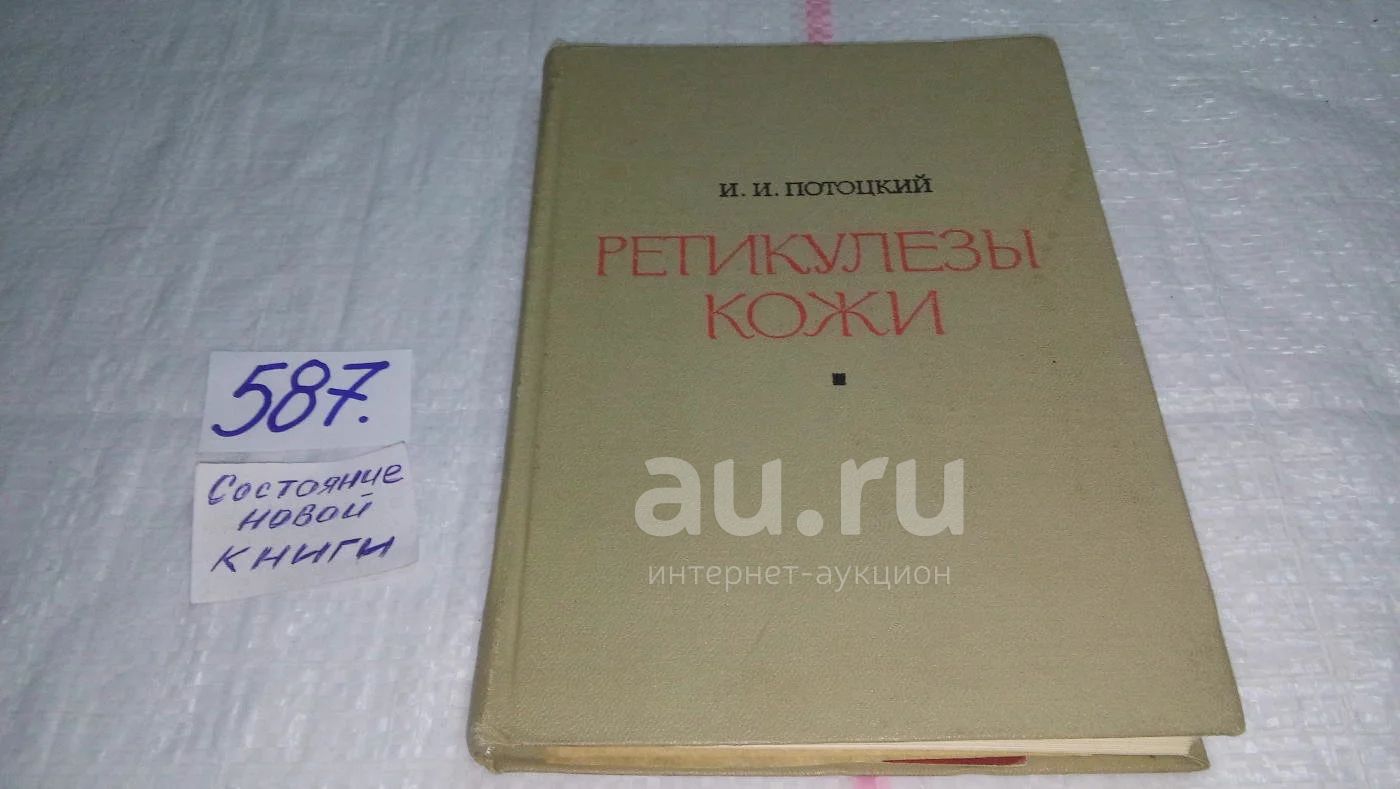 И. И. ПОТОЦКИЙ
РЕТИКУЛЕЗЫ
КОЖИ
587.
Состояние
новой
книги
au.ru
интернет-аукцион